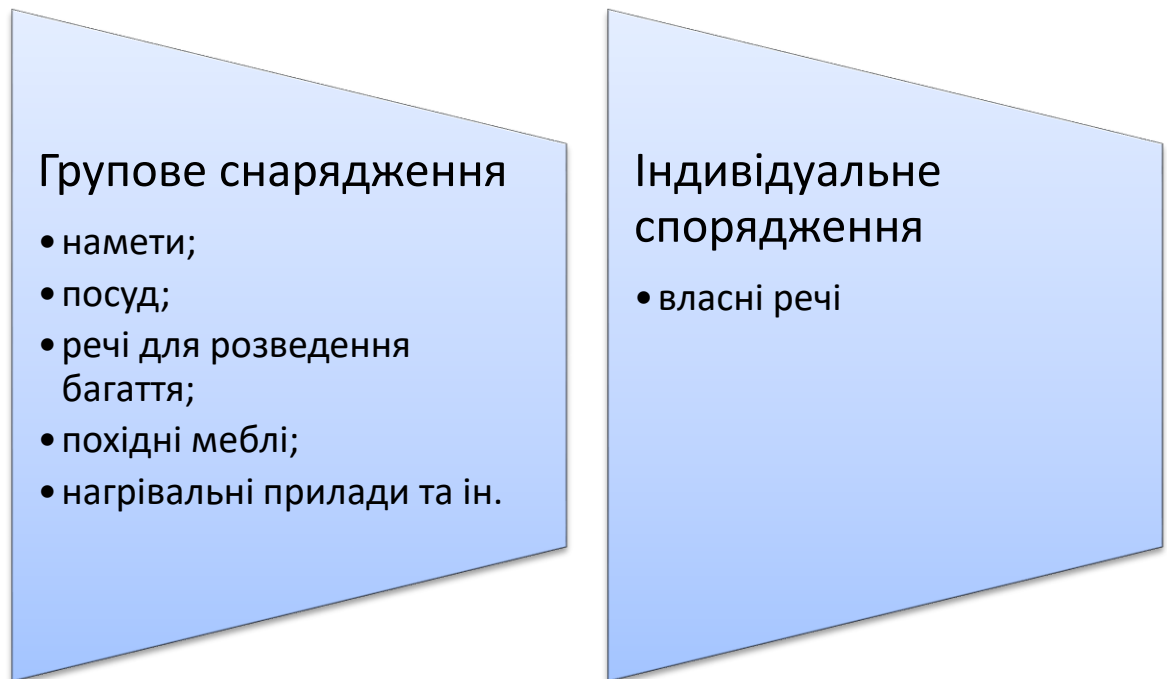 Групове снарядження
•намети;
•посуд;
•речі для розведення
багаття;
•похідні меблі;
•нагрівальні прилади та ін.
Індивідуальне
спорядження
•власні речі